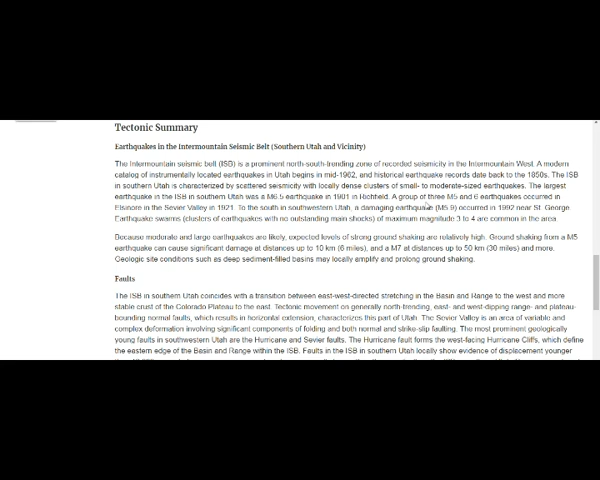 Tectonic Summary
Earthquakes in the Intermountain Seismic Belt (Southern Utah and Vicinity)
The Intermountain seismic belt (ISB) is a prominent north-south-trending zone of recorded seismicity in the Intermountain West. A modern
catalog of instrumentally located earthquakes in Utah begins in mid-1962, and historical earthquake records date back to the 1850s. The ISB
in southern Utah is characterized by scattered seismicity with locally dense clusters of small- to moderate-sized earthquakes. The largest
earthquake in the ISB in southern Utah was a M6.5 earthquake in 1901 in Richfield. A group of three M5 and 6 earthquakes occurred in
Elsinore in the Sevier Valley in 1921. To the south in southwestern Utah, a damaging earthquake (M5.9) occurred in 1992 near St. George.
Earthquake swarms (clusters of earthquakes with no outstanding main shocks) of maximum magnitude 3 to 4 are common in the area.
Because moderate and large earthquakes are likely, expected levels of strong ground shaking are relatively high. Ground shaking from a M5
earthquake can cause significant damage at distances up to 10 km (6 miles), and a M7 at distances up to 50 km (30 miles) and more.
Geologic site conditions such as deep sediment-filled basins may locally amplify and prolong ground shaking.
Faults
The ISB in southern Utah coincides with a transition between east-west-directed stretching in the Basin and Range to the west and more
stable crust of the Colorado Plateau to the east. Tectonic movement on generally north-trending, east- and west-dipping range- and plateau-
bounding normal faults, which results in horizontal extension, characterizes this part of Utah. The Sevier Valley is an area of variable and
complex deformation involving significant components of folding and both normal and strike-slip faulting. The most prominent geologically
young faults in southwestern Utah are the Hurricane and Sevier faults. The Hurricane fault forms the west-facing Hurricane Cliffs, which define
the eastern edge of the Basin and Range within the ISB. Faults in the ISB in southern Utah locally show evidence of displacement younger